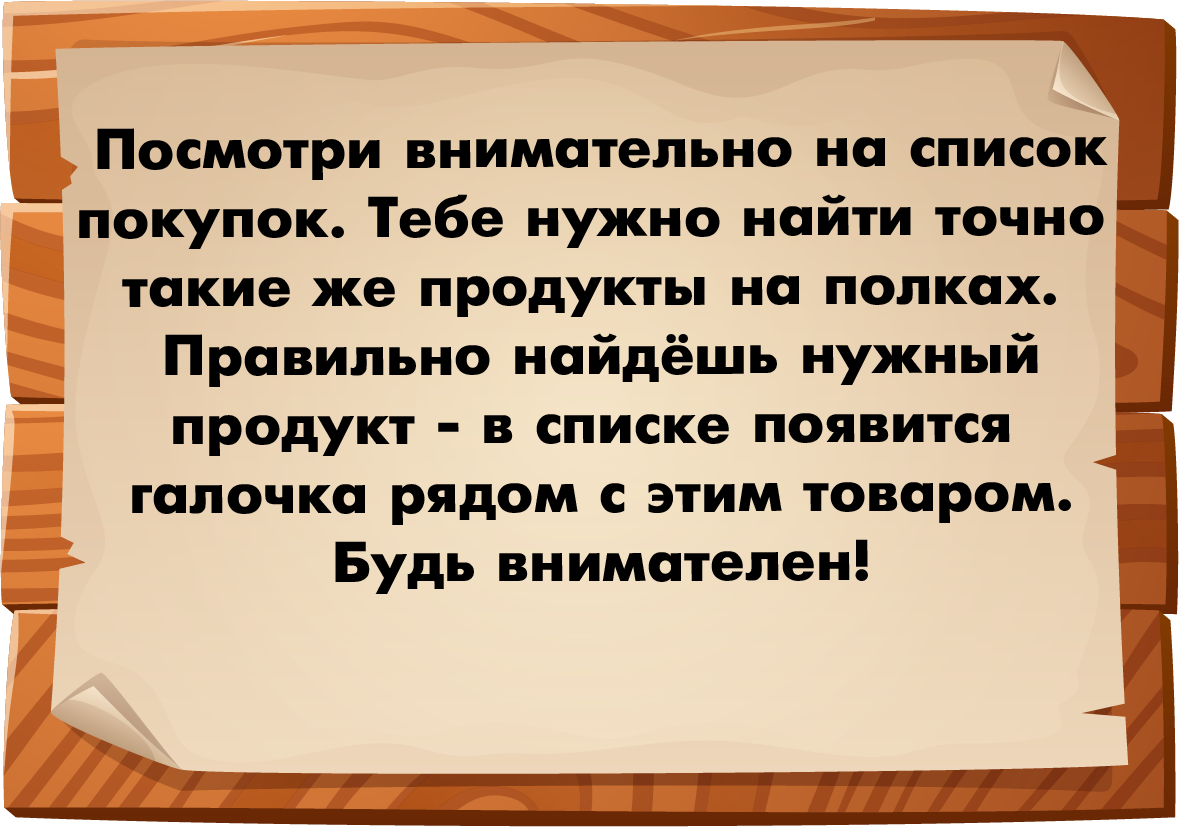 Посмотри внимательно на список
покупок. Тебе нужно найти точно
такие же продукты на полках.
Правильно найдёшь нужный
продукт - в списке появится
галочка рядом с этим товаром.
Будь внимателен!